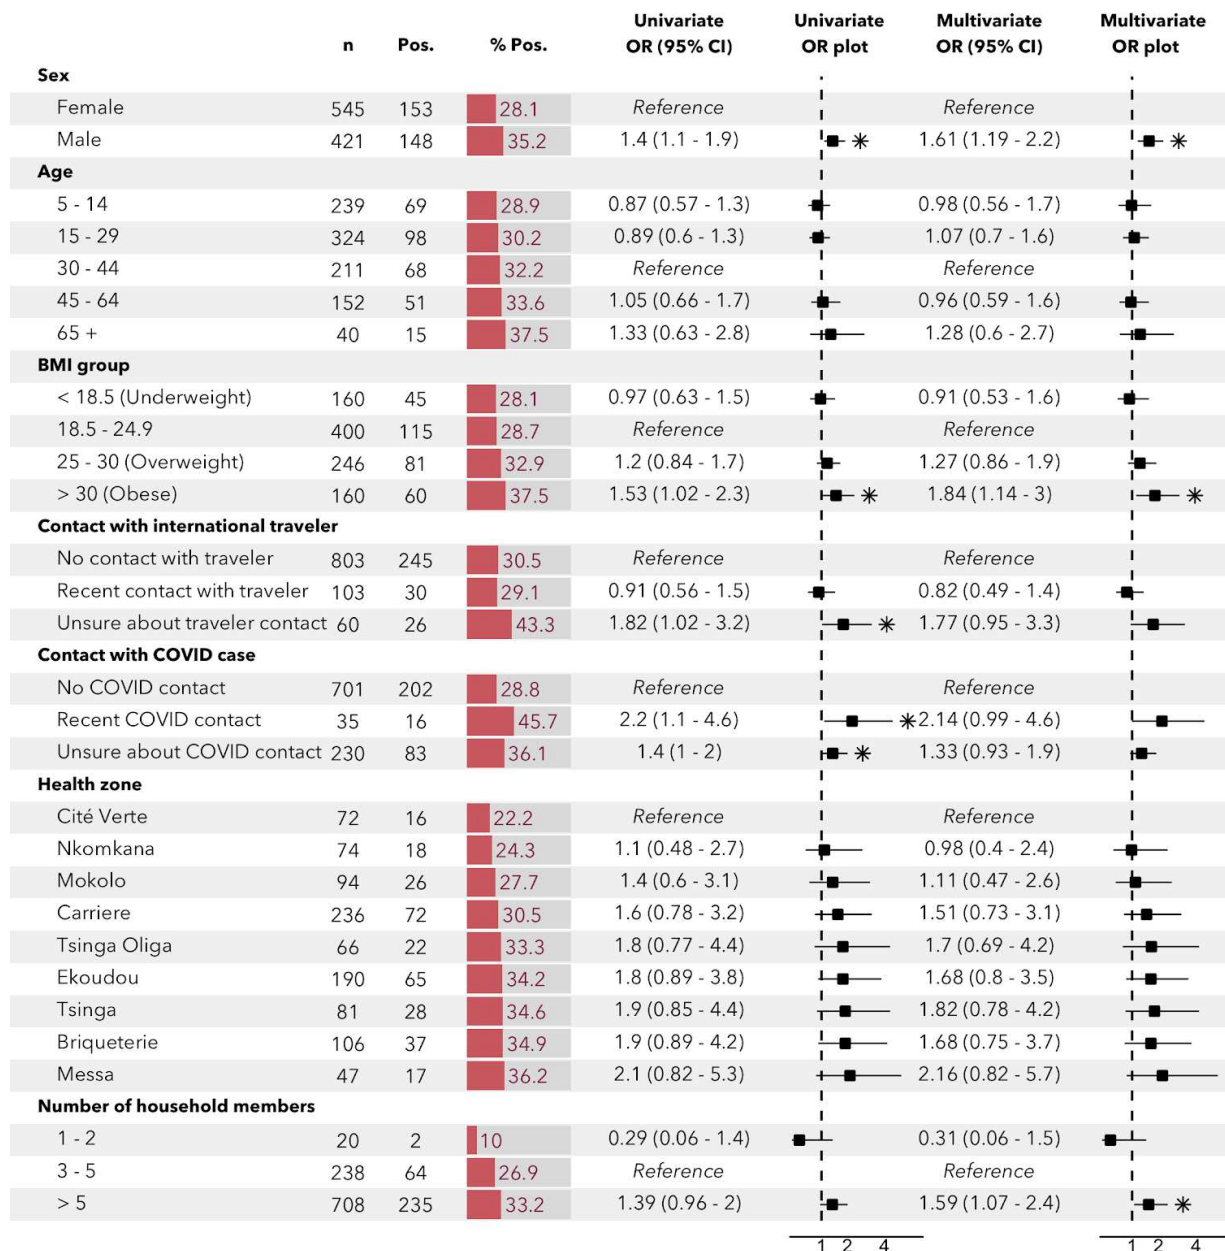 Univariate Univariate Multivariate Multivariate
n Pos. % Pos. OR (95% CI) OR plot OR (95% CI) OR plot
Sex
Female 545 153 28.1 Reference Reference
Male 421 148 35.2 1.4 (1.1 - 1.9) * 1.61 (1.19 - 2.2) *
Age
5 - 14 239 69 28.9 0.87 (0.57 - 1.3) 0.98 (0.56 - 1.7)
15 - 29 324 98 30.2 0.89 (0.6 - 1.3) 1.07 (0.7 - 1.6)
30 - 44 211 68 32.2 Reference Reference
45 - 64 152 51 33.6 1.05 (0.66 - 1.7) 0.96 (0.59 - 1.6)
65 + 40 15 37.5 1.33 (0.63 - 2.8) 1.28 (0.6 - 2.7)
BMI group
< 18.5 (Underweight) 160 45 28.1 0.97 (0.63 - 1.5) 0.91 (0.53 - 1.6)
18.5 - 24.9 400 115 28.7 Reference Reference
25 - 30 (Overweight) 246 81 32.9 1.2 (0.84 - 1.7) 1.27 (0.86 - 1.9)
> 30 (Obese) 160 60 37.5 1.53 (1.02 - 2.3) * 1.84 (1.14 - 3) *
Contact with international traveler
No contact with traveler 803 245 30.5 Reference Reference
Recent contact with traveler 103 30 29.1 0.91 (0.56 - 1.5) 0.82 (0.49 - 1.4)
Unsure about traveler contact 60 26 43.3 1.82 (1.02 - 3.2) * 1.77 (0.95 - 3.3)
Contact with COVID case
No COVID contact 701 202 28.8 Reference Reference
Recent COVID contact 35 16 45.7 2.2 (1.1 - 4.6) * 2.14 (0.99 - 4.6)
Unsure about COVID contact 230 83 36.1 1.4 (1 - 2) * 1.33 (0.93 - 1.9)
Health zone
Cité Verte 72 16 22.2 Reference Reference
Nkomkana 74 18 24.3 1.1 (0.48 - 2.7) 0.98 (0.4 - 2.4)
Mokolo 94 26 27.7 1.4 (0.6 - 3.1) 1.11 (0.47 - 2.6)
Carriere 236 72 30.5 1.6 (0.78 - 3.2) 1.51 (0.73 - 3.1)
Tsinga Oliga 66 22 33.3 1.8 (0.77 - 4.4) 1.7 (0.69 - 4.2)
Ekoudou 190 65 34.2 1.8 (0.89 - 3.8) 1.68 (0.8 - 3.5)
Tsinga 81 28 34.6 1.9 (0.85 - 4.4) 1.82 (0.78 - 4.2)
Briqueterie 106 37 34.9 1.9 (0.89 - 4.2) 1.68 (0.75 - 3.7)
Messa 47 17 36.2 2.1 (0.82 - 5.3) 2.16 (0.82 - 5.7)
Number of household members
1 - 2 20 2 10 0.29 (0.06 - 1.4) 0.31 (0.06 - 1.5)
3 - 5 238 64 26.9 Reference Reference
> 5 708 235 33.2 1.39 (0.96 - 2) 1.59 (1.07 - 2.4) *
1 2 4 1 2 4